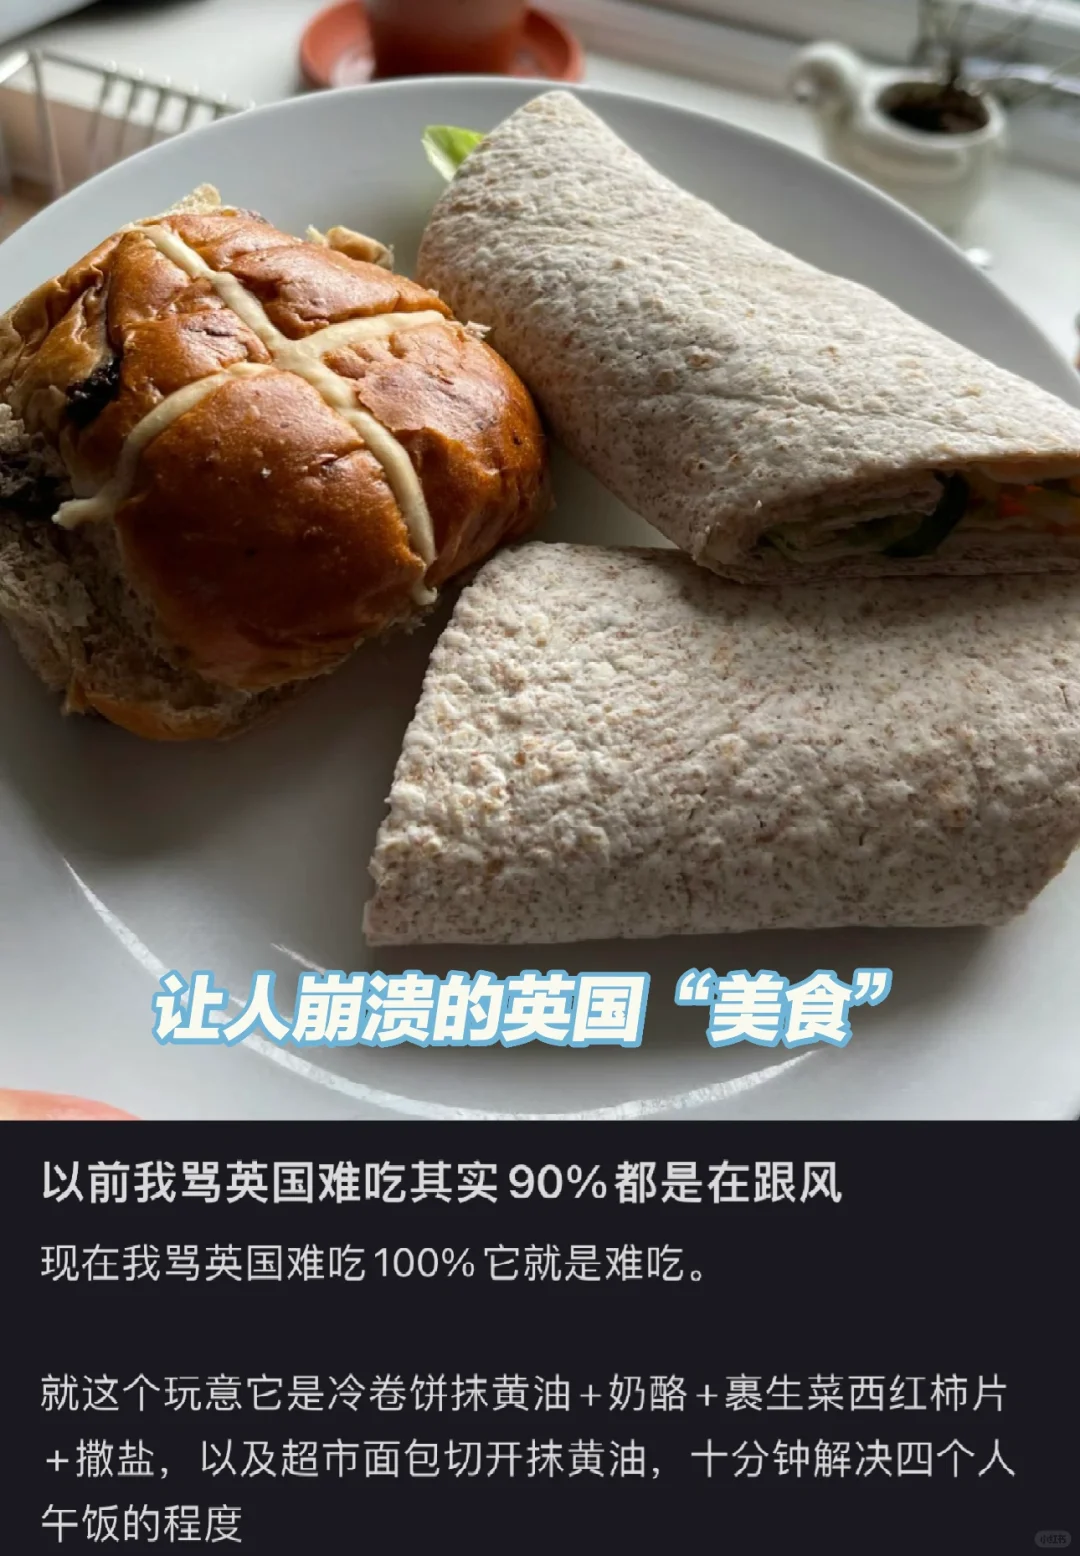 让人崩溃的英国“美食”
以前我骂英国难吃其实90%都是在跟风
现在我骂英国难吃100%它就是难吃。
就这个玩意它是冷卷饼抹黄油+奶酪+裹生菜西红柿片
+撒盐，以及超市面包切开抹黄油，十分钟解决四个人
午饭的程度
小红书